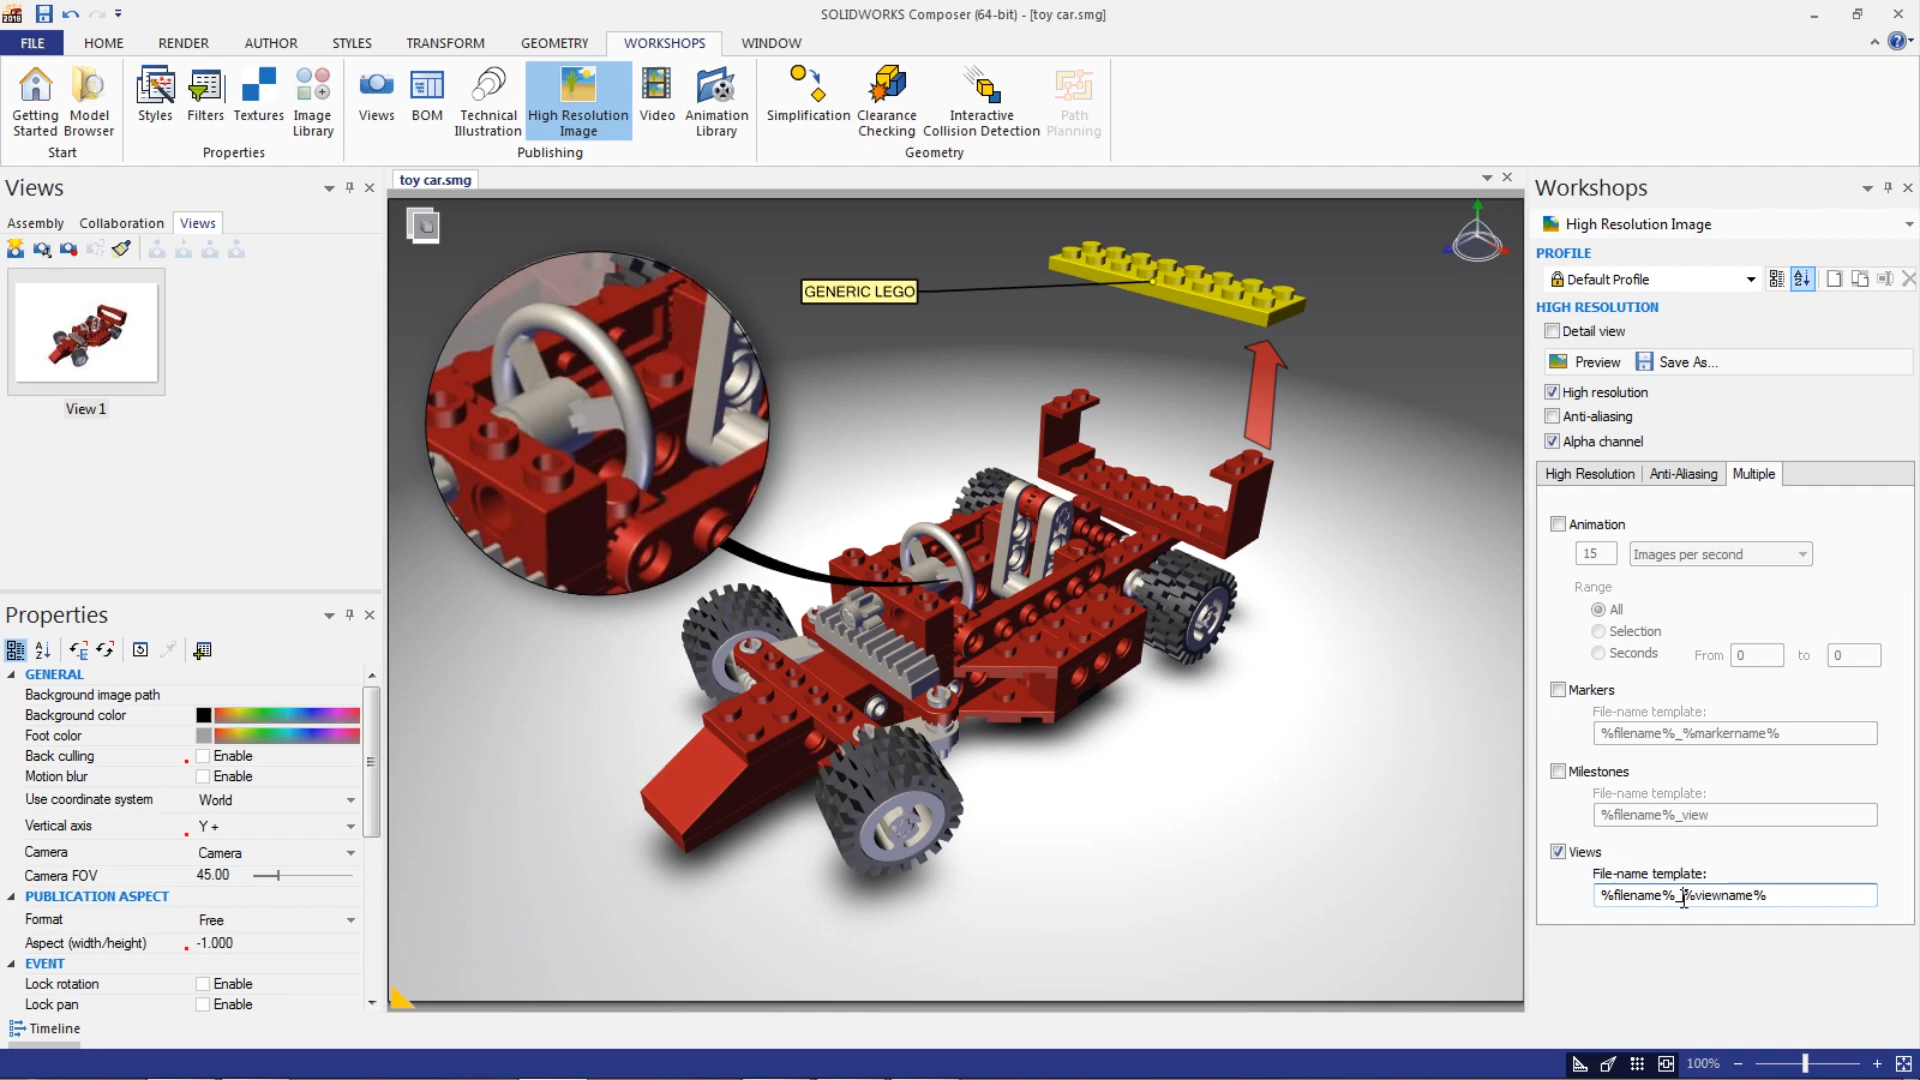 SOLIDWORKS Composer (64-bit) - [toy car.smg]
FILE HOME RENDER AUTHOR STYLES TRANSFORM GEOMETRY WORKSHOPS WINDOW
Getting Started
Model Browser
Styles
Filters
Textures
Image Library
Views
BOM
Technical Illustration
High Resolution Image
Video
Animation Library
Simplification
Clearance Checking
Interactive Collision Detection
Path Planning
Start
Properties
Publishing
Geometry
Views
Assembly Collaboration Views
View 1
toy car.smg
GENERIC LEGO
Properties
GENERAL
Background image path
Background color
Foot color
Back culling Enable
Motion blur Enable
Use coordinate system World
Vertical axis Y +
Camera Camera
Camera FOV 45.00
PUBLICATION ASPECT
Format Free
Aspect (width/height) -1.000
EVENT
Lock rotation Enable
Lock pan Enable
Timeline
Workshops
High Resolution Image
PROFILE
Default Profile
HIGH RESOLUTION
Detail view
Preview Save As...
High resolution
Anti-aliasing
Alpha channel
High Resolution Anti-Aliasing Multiple
Animation
15 Images per second
Range
All
Selection
Seconds From 0 to 0
Markers
File-name template:
%filename%_%markername%
Milestones
File-name template:
%filename%_view
Views
File-name template:
%filename%_%viewname%
100%